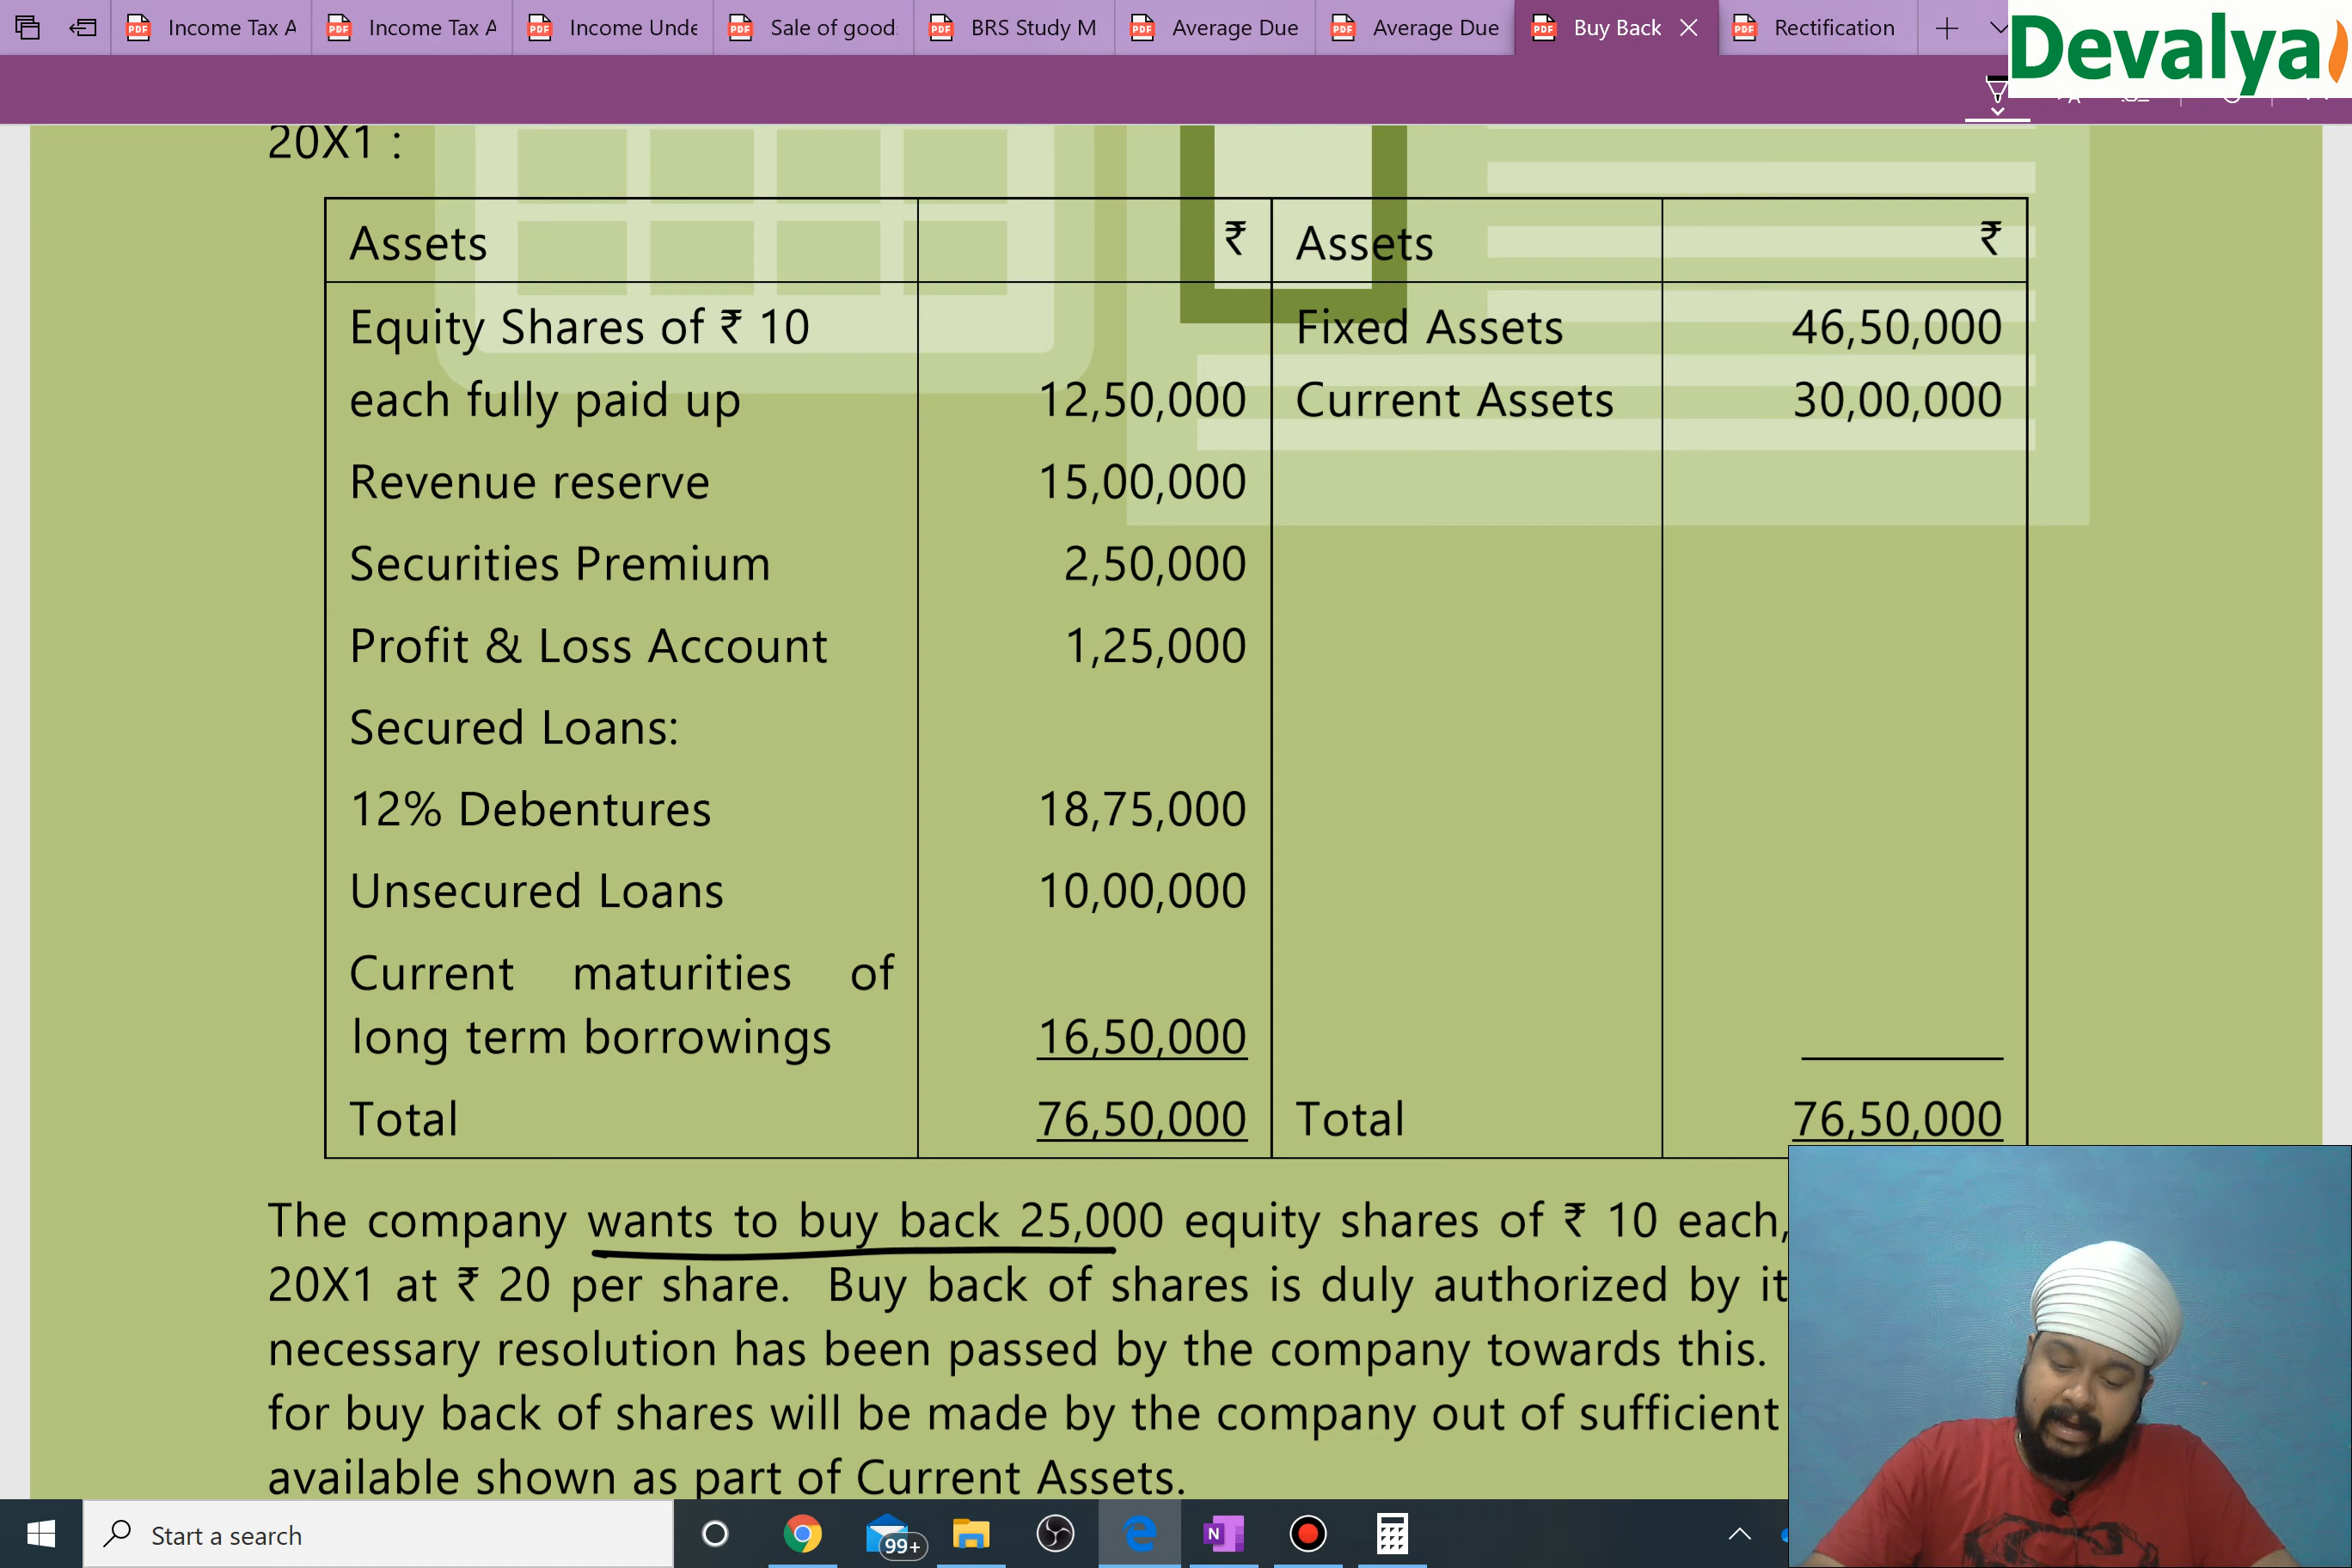 Income Tax A
Income Tax A
Income Unde
Sale of good
BRS Study M
Average Due
Average Due
Buy Back
Rectification
Devalya
20X1 :
Assets ₹ Assets ₹
Equity Shares of ₹ 10 Fixed Assets 46,50,000
each fully paid up 12,50,000 Current Assets 30,00,000
Revenue reserve 15,00,000
Securities Premium 2,50,000
Profit & Loss Account 1,25,000
Secured Loans:
12% Debentures 18,75,000
Unsecured Loans 10,00,000
Current maturities of
long term borrowings 16,50,000
Total 76,50,000 Total 76,50,000
The company wants to buy back 25,000 equity shares of ₹ 10 each,
20X1 at ₹ 20 per share. Buy back of shares is duly authorized by it
necessary resolution has been passed by the company towards this.
for buy back of shares will be made by the company out of sufficient
available shown as part of Current Assets.
Start a search
99+
N